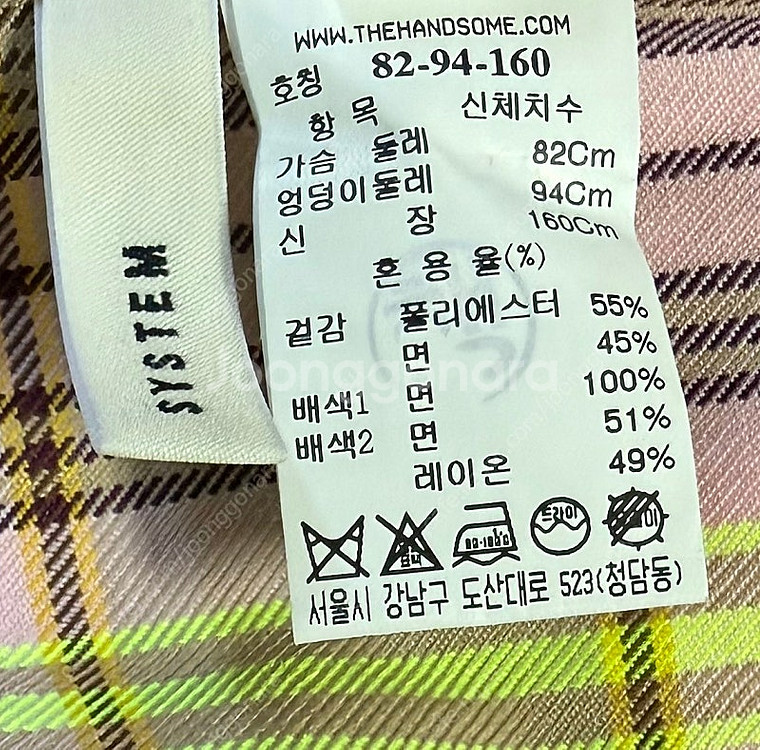 SYSTEM
WWW.THEHANDSOME.COM
호칭 82-94-160
항 목 신체치수
가슴 둘레 82Cm
엉덩이둘레 94Cm
신 장 160Cm
혼 용 율(%)
겉감 폴리에스터 55%
면 45%
배색1 면 100%
배색2 면 51%
레이온 49%
드라이
서울시 강남구 도산대로 523(청담동)
Joonggonara